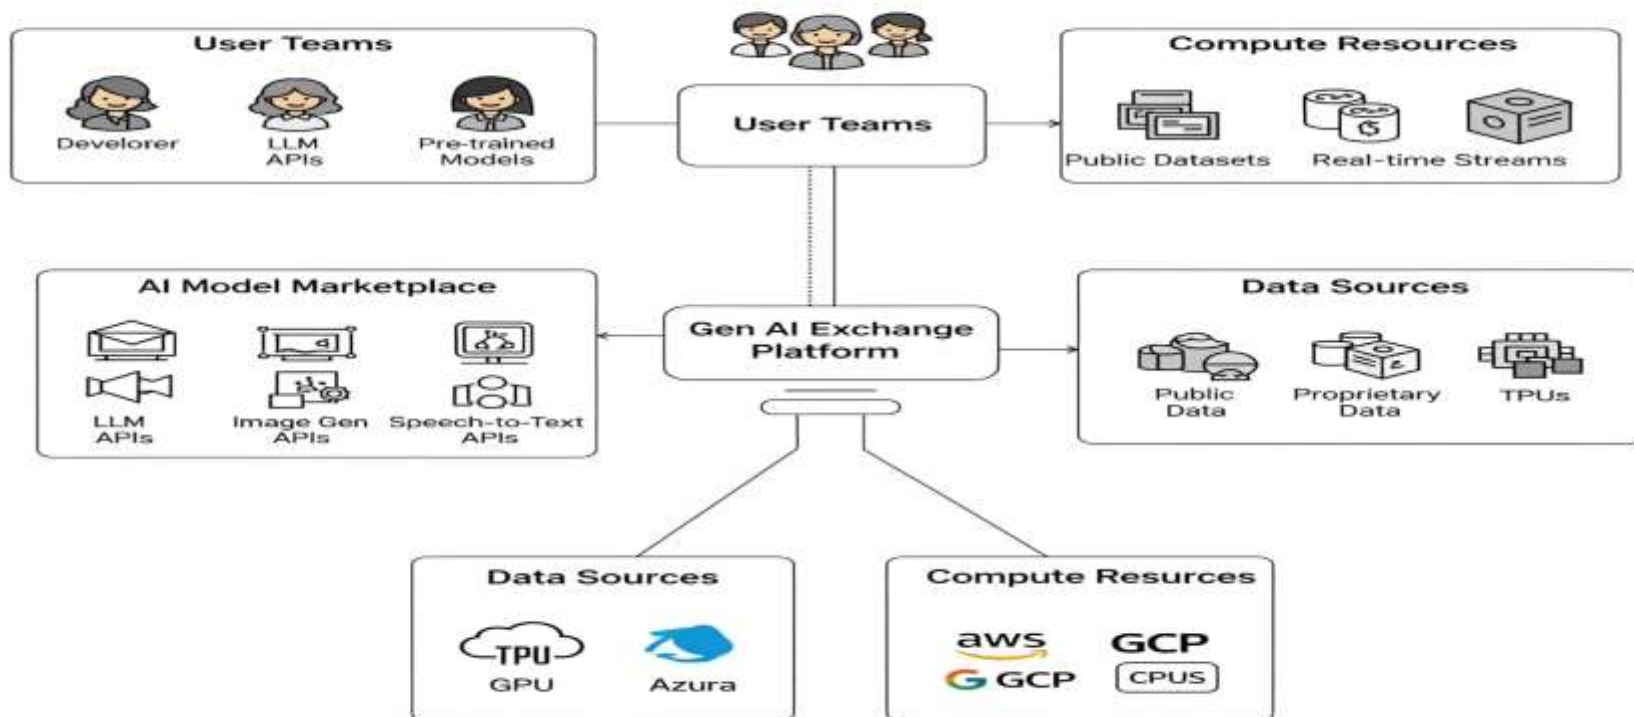 User Teams
Develorer
LLM
APIs
Pre-trained
Models
User Teams
Compute Resources
Public Datasets
Real-time Streams
AI Model Marketplace
LLM
APIs
Image Gen
APIs
Speech-to-Text
APIs
Gen AI Exchange
Platform
Data Sources
Public
Data
Proprietary
Data
TPUs
Data Sources
TPU
GPU
Azura
Compute Resurces
aws
GCP
G GCP
CPUS